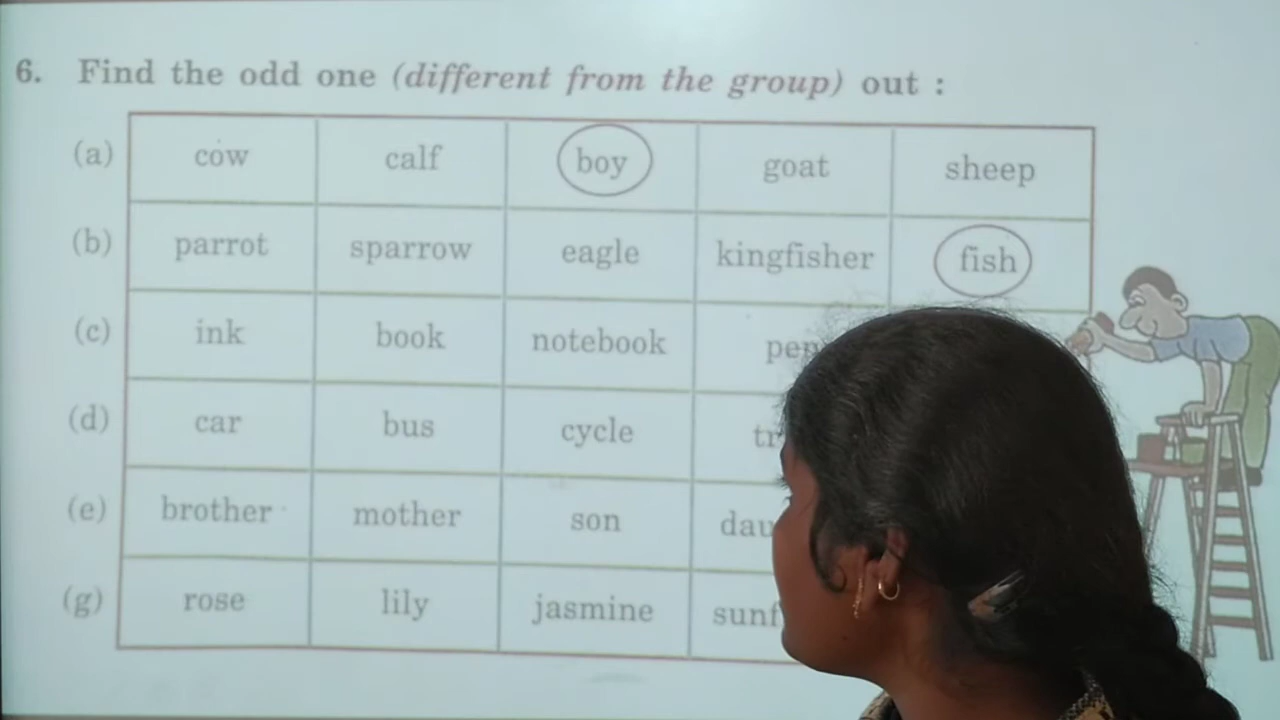 6. Find the odd one (different from the group) out :
(a) cow calf boy goat sheep
(b) parrot sparrow eagle kingfisher fish
(c) ink book notebook
(d) car bus cycle
(e) brother mother son
(g) rose lily jasmine